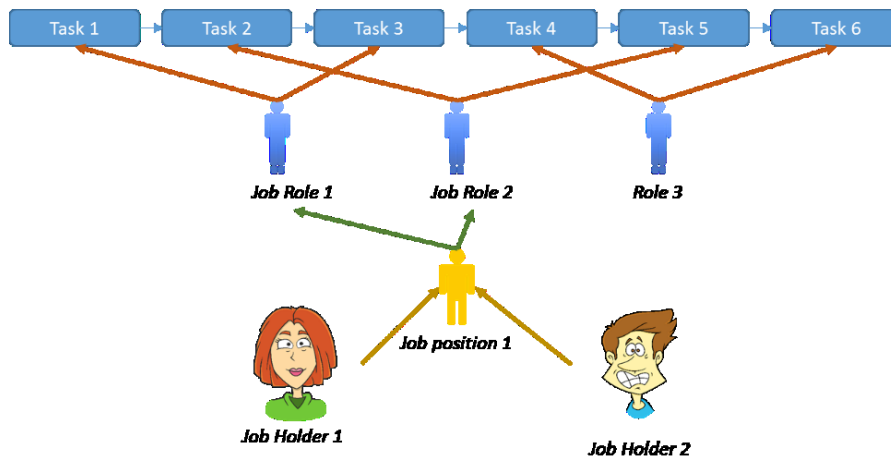 Task 1
Task 2
Task 3
Task 4
Task 5
Task 6
Job Role 1
Job Role 2
Role 3
Job position 1
Job Holder 1
Job Holder 2